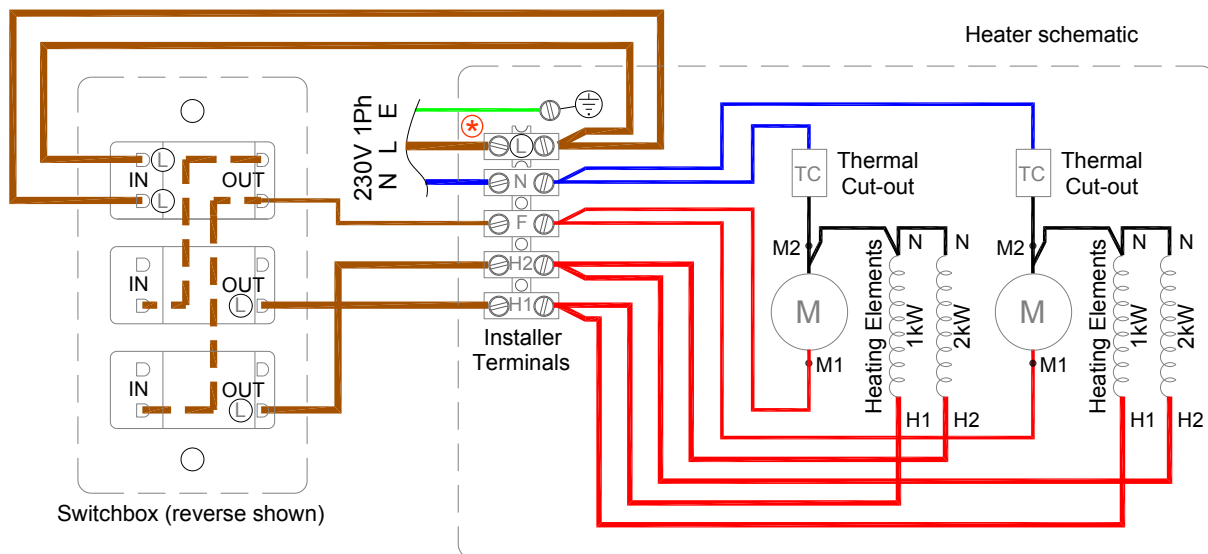 Heater schematic
230V 1Ph
E
L
N
*
L
N
F
H2
H1
Installer
Terminals
L
IN
OUT
L
IN
OUT
L
IN
OUT
L
Switchbox (reverse shown)
TC
Thermal
Cut-out
M2
M
M1
Heating Elements
N
N
1kW
2kW
H1
H2
TC
Thermal
Cut-out
M2
M
M1
Heating Elements
N
N
1kW
2kW
H1
H2